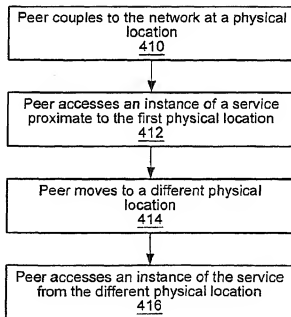 Peer couples to the network at a physical
location
410
Peer accesses an instance of a service
proximate to the first physical location
412
Peer moves to a different physical
location
414
Peer accesses an instance of the service
from the different physical location
416